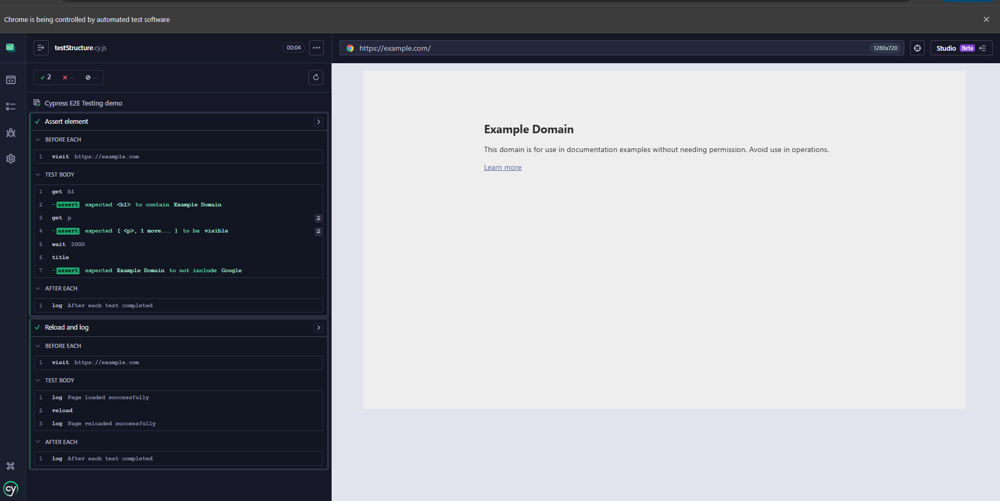 Chrome is being controlled by automated test software
testStructure.cy.js
00:04
https://example.com/
1280x720
Studio Beta
2 -- --
Cypress E2E Testing demo
Assert element
BEFORE EACH
1 visit https://example.com
TEST BODY
1 get h1
2 -assert expected <h1> to contain Example Domain
3 get p 2
4 -assert expected [ <p>, 1 more... ] to be visible 2
5 wait 2000
6 title
7 -assert expected Example Domain to not include Google
AFTER EACH
1 log After each test completed
Reload and log
BEFORE EACH
1 visit https://example.com
TEST BODY
1 log Page loaded successfully
2 reload
3 log Page reloaded successfully
AFTER EACH
1 log After each test completed
cy
Example Domain
This domain is for use in documentation examples without needing permission. Avoid use in operations.
Learn more